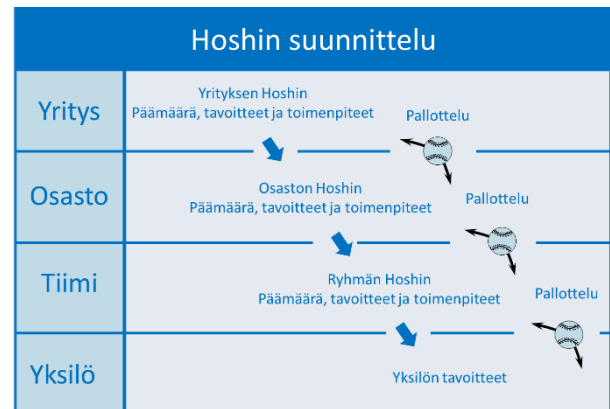 Hoshin suunnittelu
Yritys
Yrityksen Hoshin
Päämäärä, tavoitteet ja toimenpiteet
Pallottelu
Osasto
Osaston Hoshin
Päämäärä, tavoitteet ja toimenpiteet
Pallottelu
Tiimi
Ryhmän Hoshin
Päämäärä, tavoitteet ja toimenpiteet
Pallottelu
Yksilö
Yksilön tavoitteet